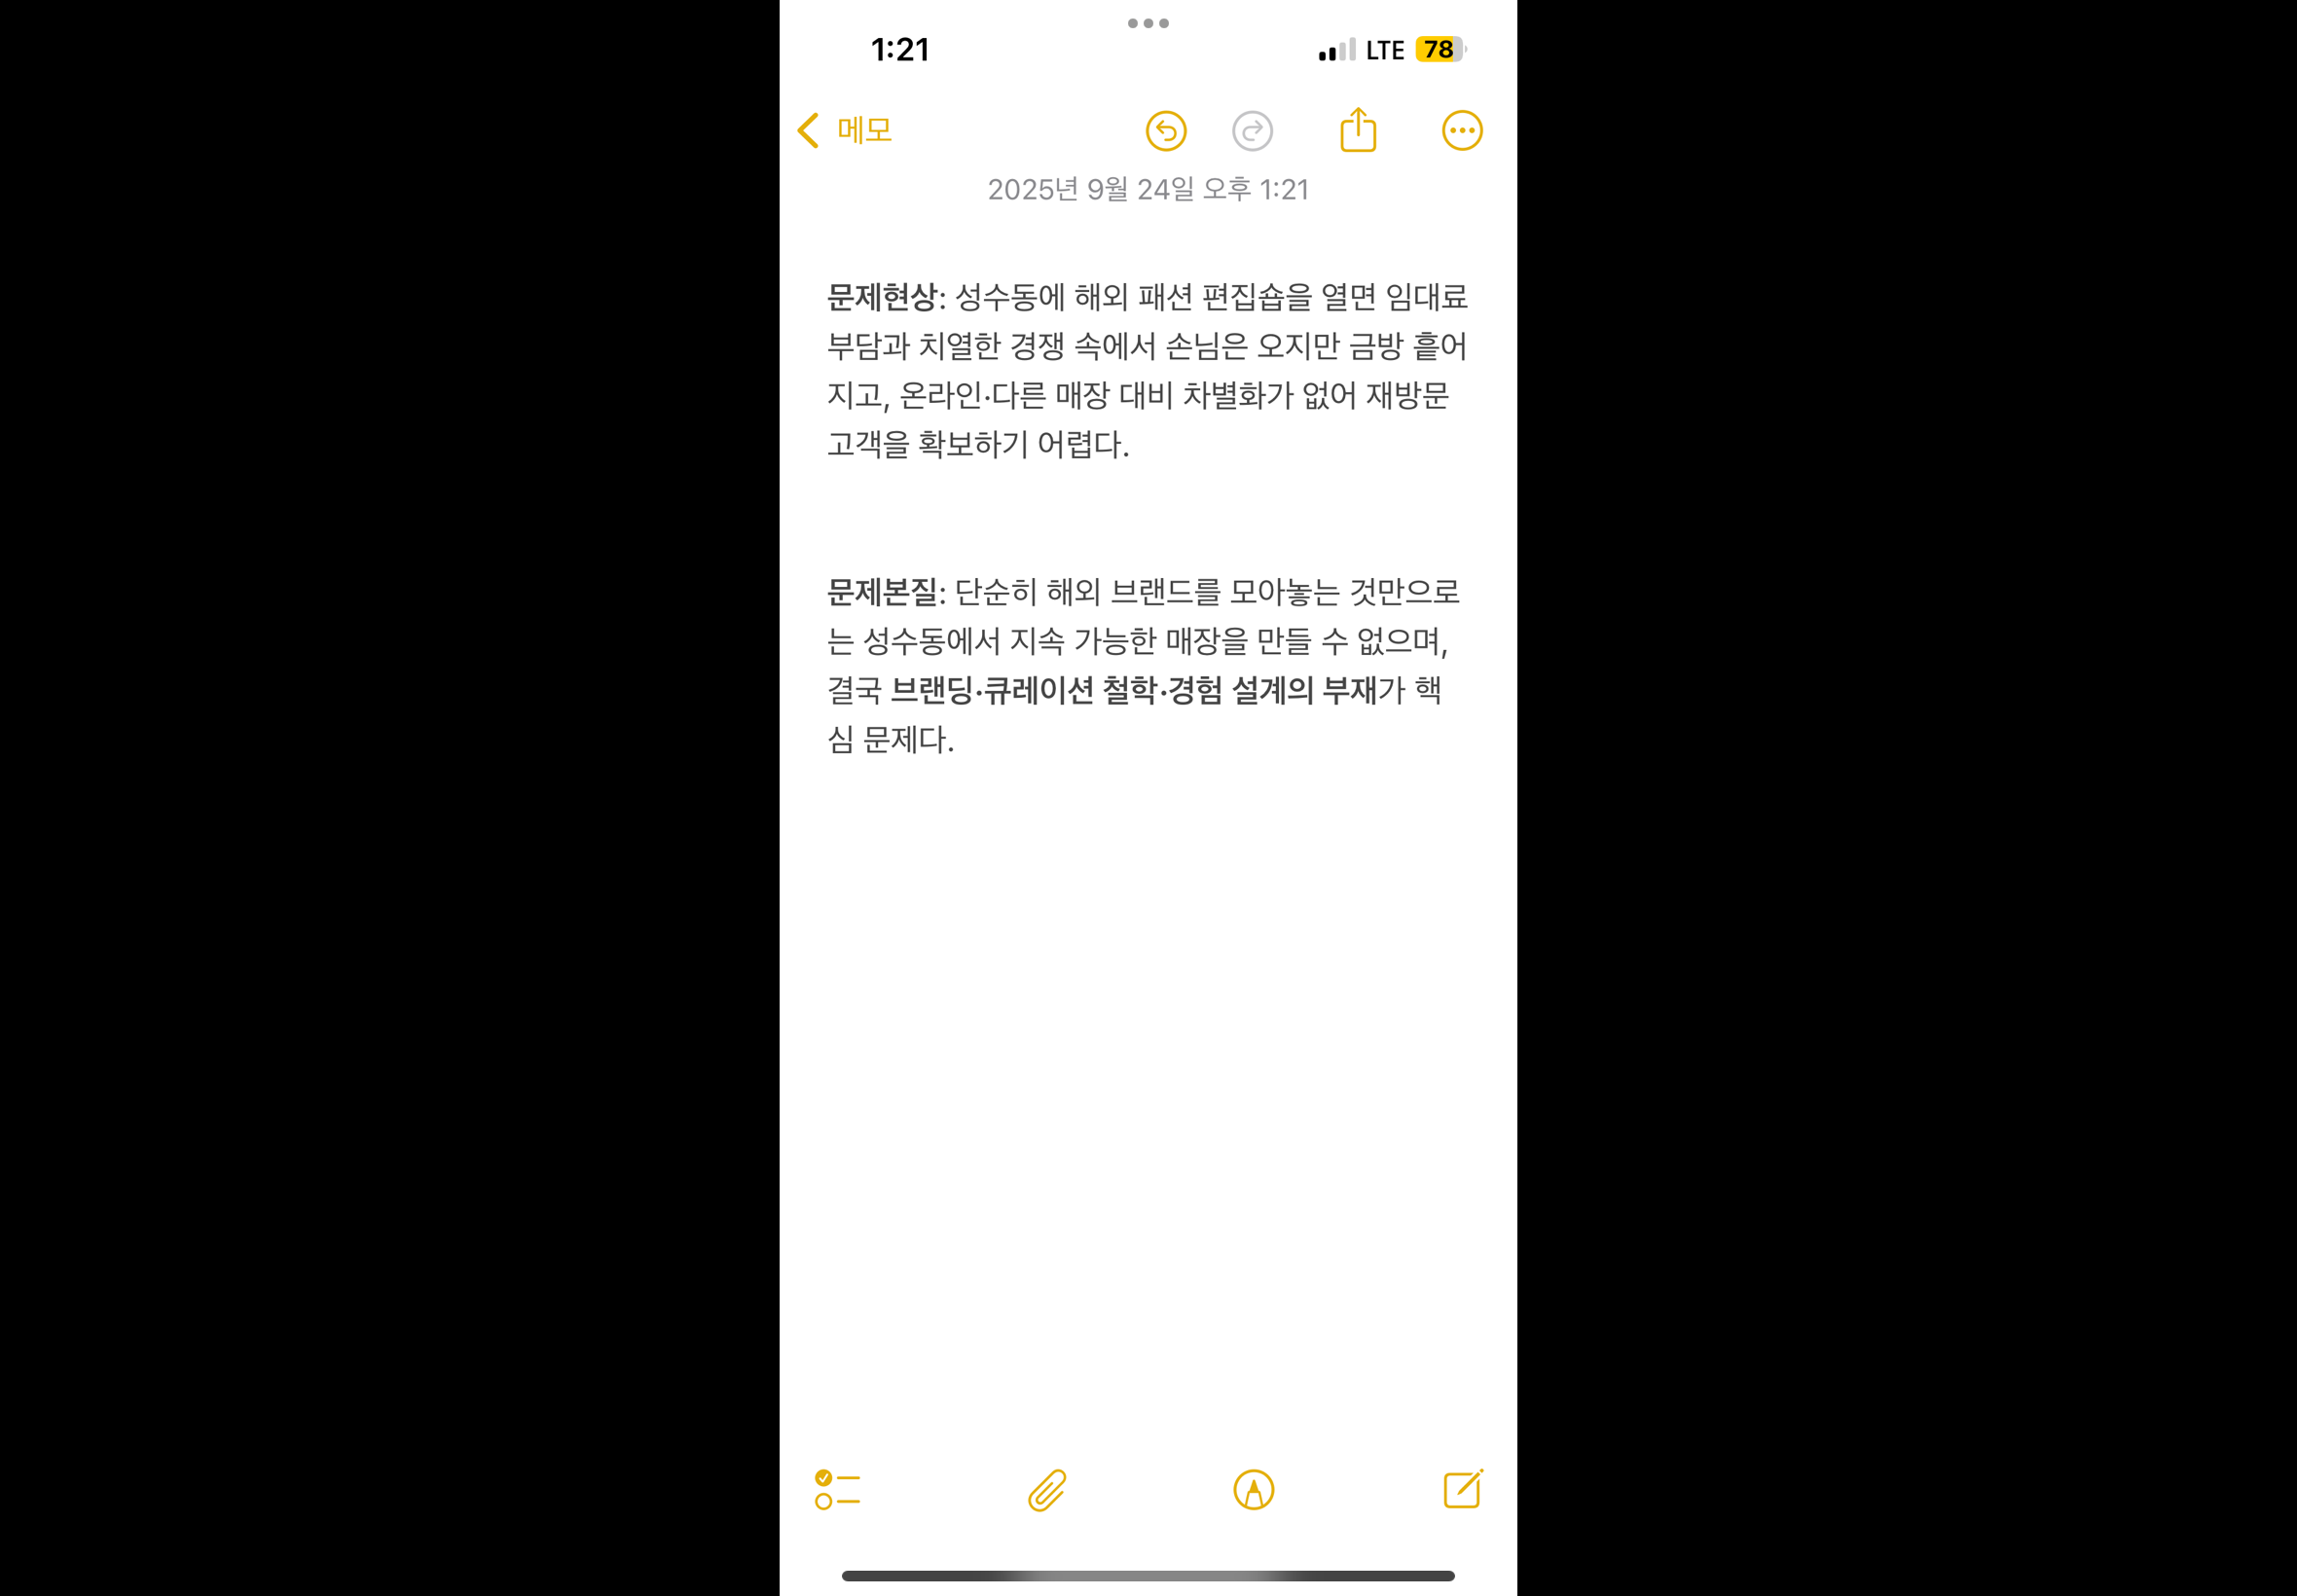 1:21
LTE
78
메모
2025년 9월 24일 오후 1:21
문제현상: 성수동에 해외 패션 편집숍을 열면 임대료
부담과 치열한 경쟁 속에서 손님은 오지만 금방 흩어
지고, 온라인·다른 매장 대비 차별화가 없어 재방문
고객을 확보하기 어렵다.
문제본질: 단순히 해외 브랜드를 모아놓는 것만으로
는 성수동에서 지속 가능한 매장을 만들 수 없으며,
결국 브랜딩·큐레이션 철학·경험 설계의 부재가 핵
심 문제다.